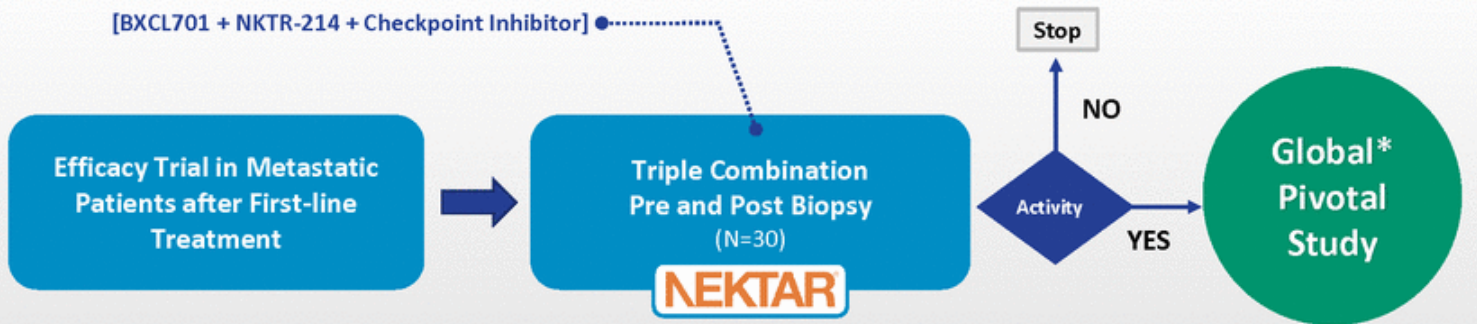 [BXCL701 + NKTR-214 + Checkpoint Inhibitor]
Stop
NO
Efficacy Trial in Metastatic
Patients after First-line
Treatment
Triple Combination
Pre and Post Biopsy
(N=30)
NEKTAR
Activity
YES
Global*
Pivotal
Study